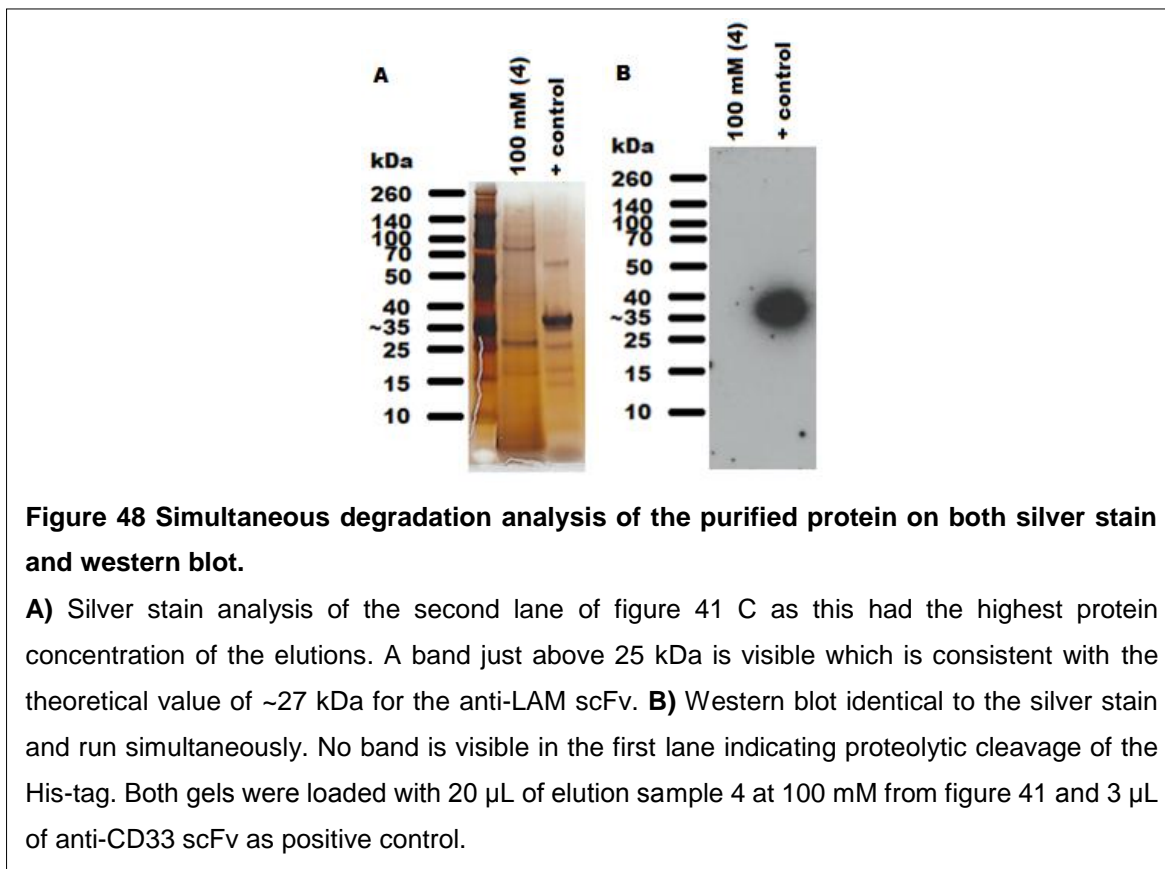 A
100 mM (4)
+ control
kDa
260
140
100
70
50
40
~35
25
15
10
B
100 mM (4)
+ control
kDa
260
140
100
70
50
40
~35
25
15
10
Figure 48 Simultaneous degradation analysis of the purified protein on both silver stain
and western blot.
A) Silver stain analysis of the second lane of figure 41 C as this had the highest protein
concentration of the elutions. A band just above 25 kDa is visible which is consistent with the
theoretical value of ~27 kDa for the anti-LAM scFv. B) Western blot identical to the silver stain
and run simultaneously. No band is visible in the first lane indicating proteolytic cleavage of the
His-tag. Both gels were loaded with 20 µL of elution sample 4 at 100 mM from figure 41 and 3 µL
of anti-CD33 scFv as positive control.